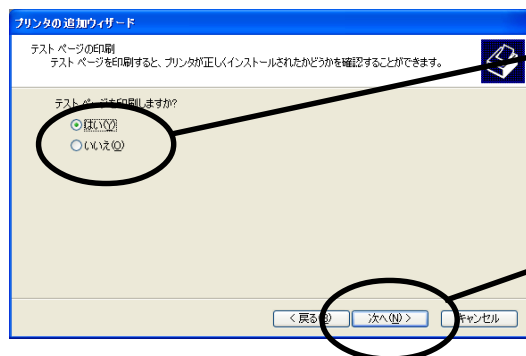 プリンタの追加ウィザード
テスト ページの印刷
テスト ページを印刷すると、プリンタが正しくインストールされたかどうかを確認することができます。
テスト ページを印刷しますか?
はい(Y)
いいえ(O)
< 戻る(B) 次へ(N) > キャンセル